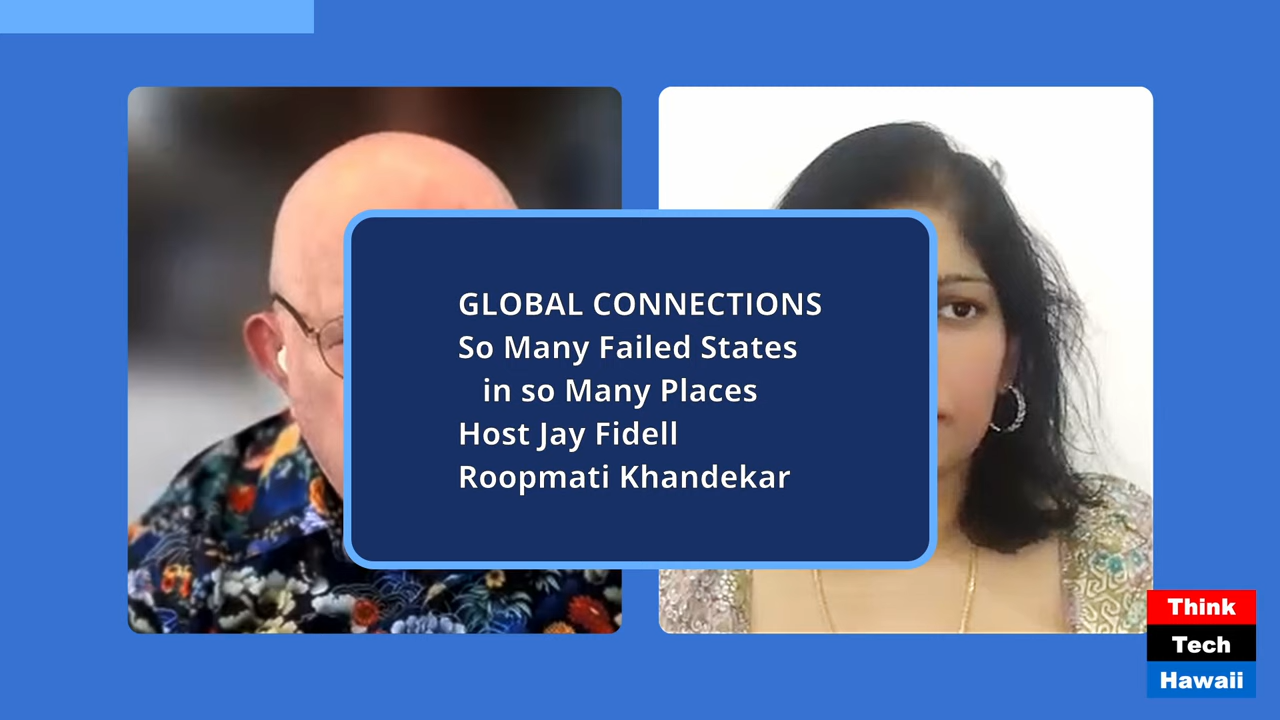 GLOBAL CONNECTIONS
So Many Failed States
in so Many Places
Host Jay Fidell
Roopmati Khandekar
Think
Tech
Hawaii